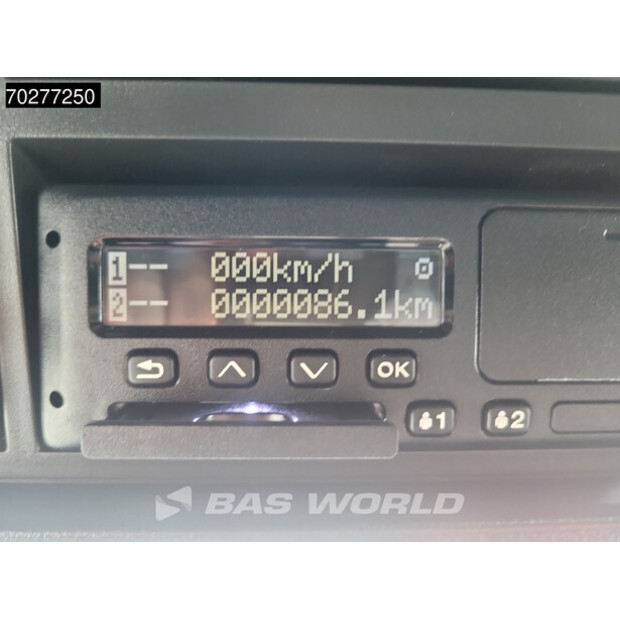 70277250
1-- 000km/h
2-- 0000086.1km
OK
1 2
BAS WORLD